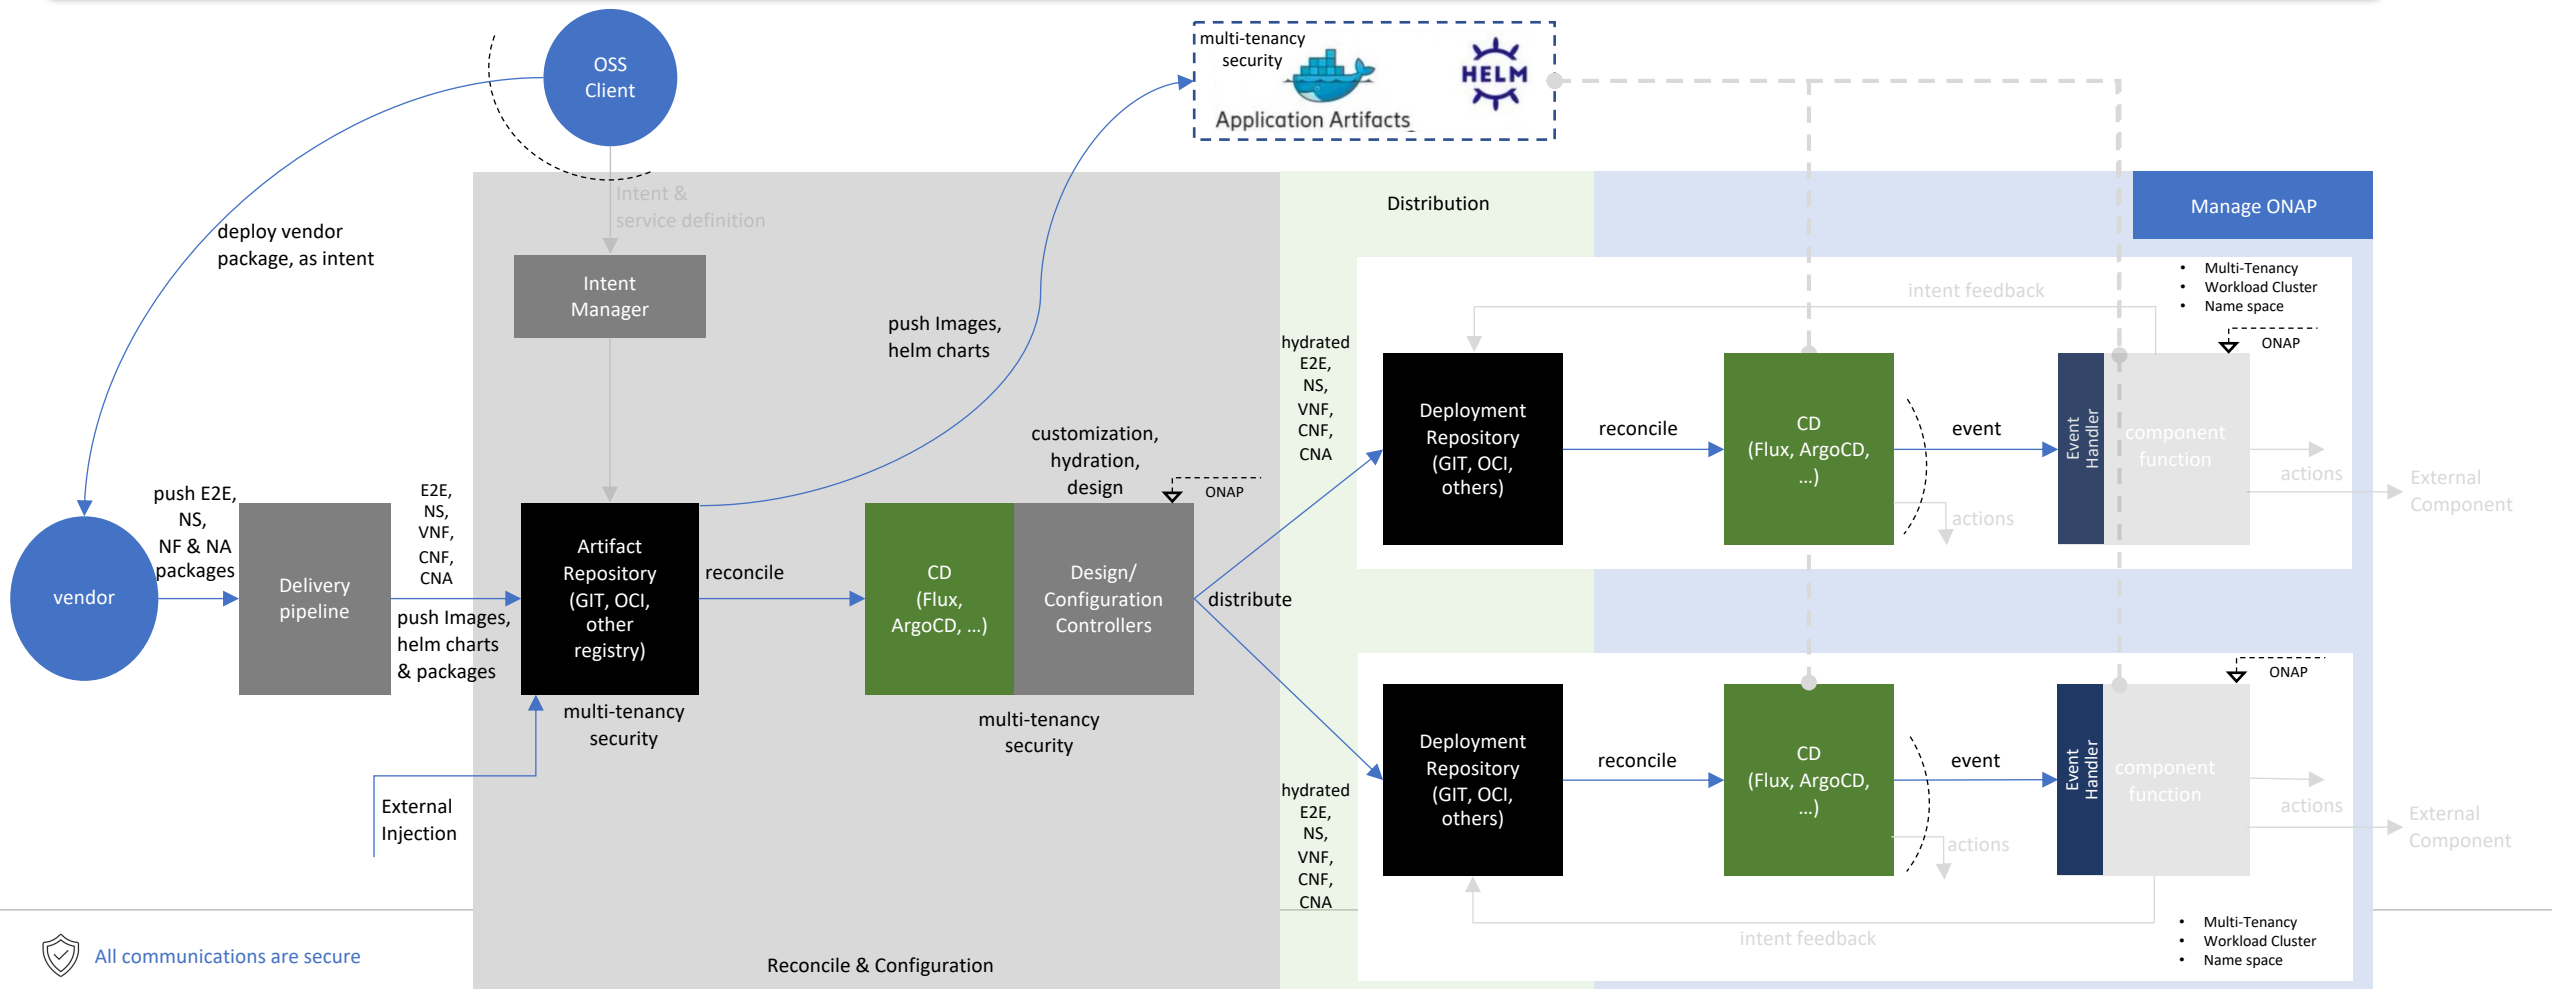 OSS
Client
multi-tenancy
security
HELM
Application Artifacts
Intent &
service definition
Distribution
Manage ONAP
deploy vendor
package, as intent
Intent
Manager
push Images,
helm charts
intent feedback
• Multi-Tenancy
• Workload Cluster
• Name space
ONAP
hydrated
E2E,
NS,
VNF,
CNF,
CNA
Deployment
Repository
(GIT, OCI,
others)
reconcile
CD
(Flux, ArgoCD,
...)
event
Event
Handler
component
function
actions
actions
External
Component
customization,
hydration,
design
ONAP
vendor
push E2E,
NS,
NF & NA
packages
Delivery
pipeline
E2E,
NS,
VNF,
CNF,
CNA
push Images,
helm charts
& packages
Artifact
Repository
(GIT, OCI,
other
registry)
reconcile
CD
(Flux,
ArgoCD, ...)
Design/
Configuration
Controllers
distribute
multi-tenancy
security
multi-tenancy
security
External
Injection
ONAP
hydrated
E2E,
NS,
VNF,
CNF,
CNA
Deployment
Repository
(GIT, OCI,
others)
reconcile
CD
(Flux, ArgoCD,
...)
event
Event
Handler
component
function
actions
actions
External
Component
intent feedback
• Multi-Tenancy
• Workload Cluster
• Name space
All communications are secure
Reconcile & Configuration